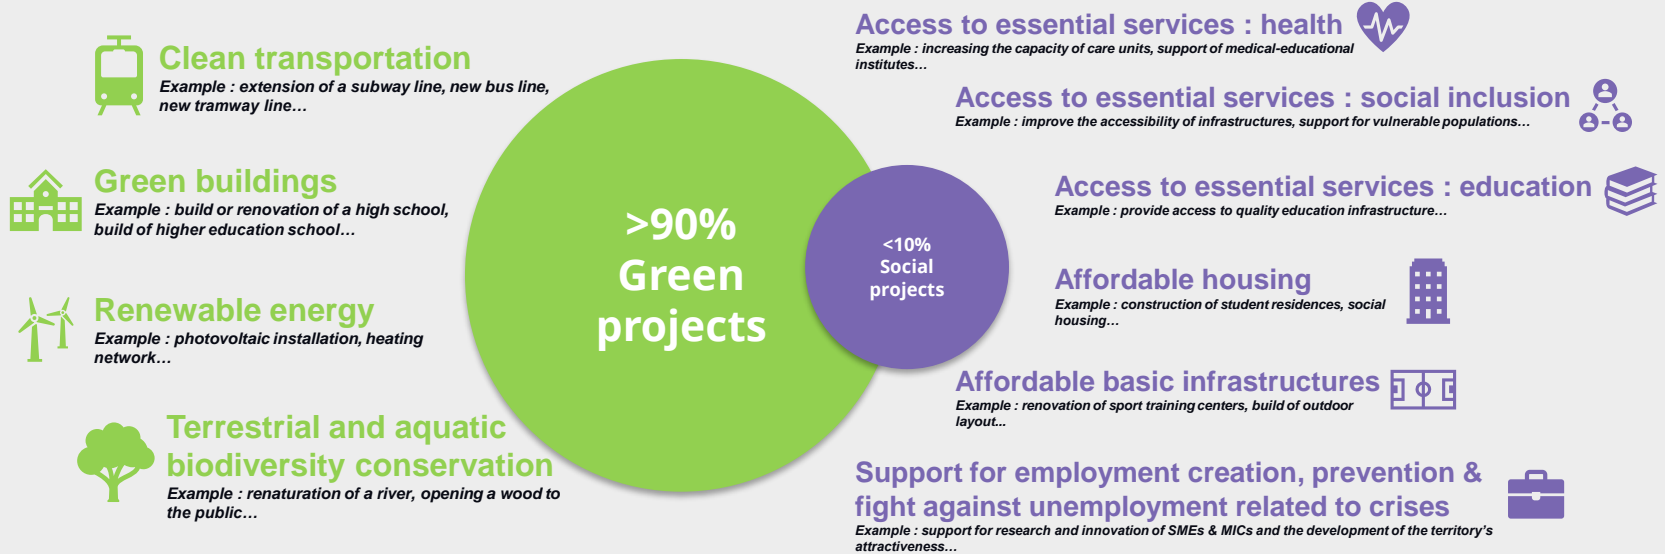 Clean transportation
Example : extension of a subway line, new bus line,
new tramway line…
Green buildings
Example : build or renovation of a high school,
build of higher education school…
Renewable energy
Example : photovoltaic installation, heating
network…
Terrestrial and aquatic
biodiversity conservation
Example : renaturation of a river, opening a wood to
the public…
>90%
Green
projects
<10%
Social
projects
Access to essential services : health
Example : increasing the capacity of care units, support of medical-educational
institutes…
Access to essential services : social inclusion
Example : improve the accessibility of infrastructures, support for vulnerable populations…
Access to essential services : education
Example : provide access to quality education infrastructure…
Affordable housing
Example : construction of student residences, social
housing…
Affordable basic infrastructures
Example : renovation of sport training centers, build of outdoor
layout...
Support for employment creation, prevention &
fight against unemployment related to crises
Example : support for research and innovation of SMEs & MICs and the development of the territory's
attractiveness…